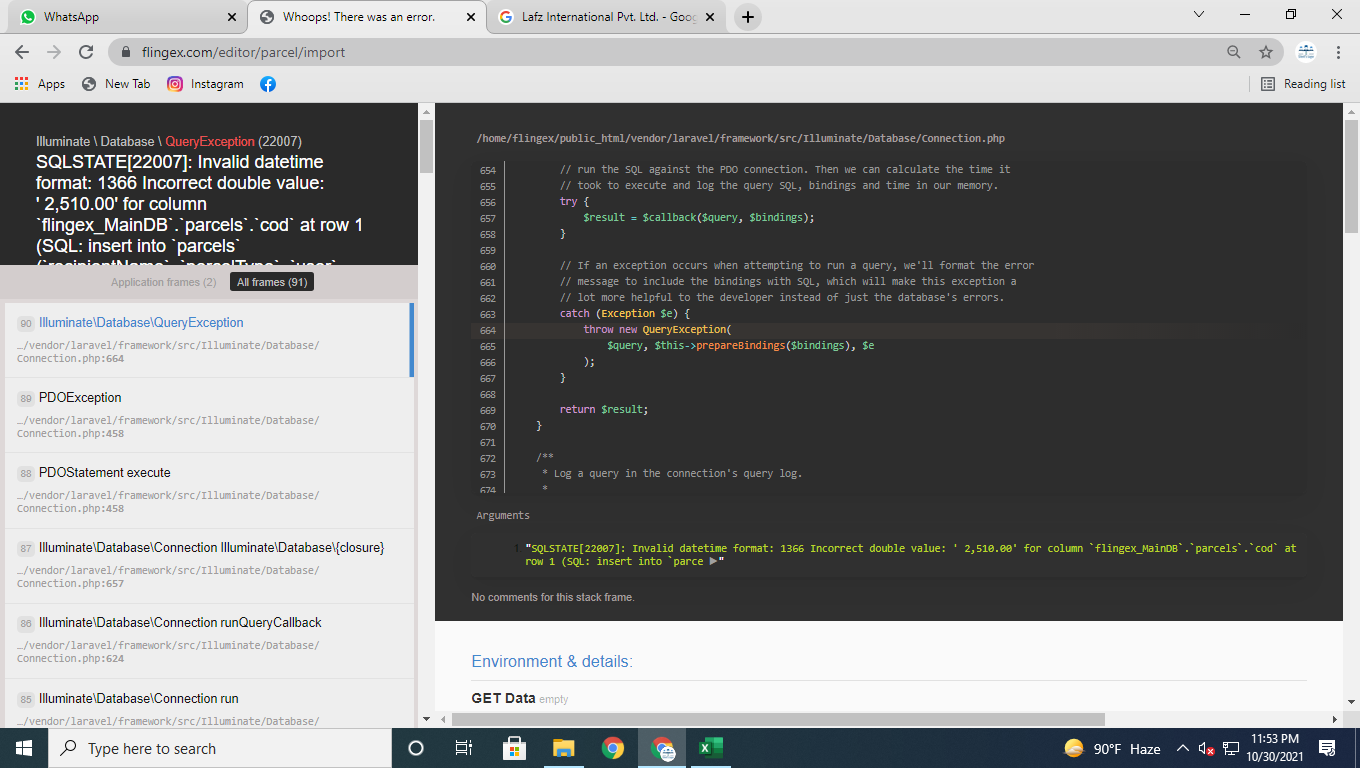 WhatsApp
Whoops! There was an error.
Lafz International Pvt. Ltd. - Goog
flingex.com/editor/parcel/import
Apps
New Tab
Instagram
Reading list
Illuminate \ Database \ QueryException (22007)
SQLSTATE[22007]: Invalid datetime
format: 1366 Incorrect double value:
' 2,510.00' for column
`flingex_MainDB`.`parcels`.`cod` at row 1
(SQL: insert into `parcels`
(`recipientName`, `parcelType`, `user`
Application frames (2)
All frames (91)
90 Illuminate\Database\QueryException
…/vendor/laravel/framework/src/Illuminate/Database/
Connection.php:664
89 PDOException
…/vendor/laravel/framework/src/Illuminate/Database/
Connection.php:458
88 PDOStatement execute
…/vendor/laravel/framework/src/Illuminate/Database/
Connection.php:458
87 Illuminate\Database\Connection Illuminate\Database\{closure}
…/vendor/laravel/framework/src/Illuminate/Database/
Connection.php:657
86 Illuminate\Database\Connection runQueryCallback
…/vendor/laravel/framework/src/Illuminate/Database/
Connection.php:624
85 Illuminate\Database\Connection run
…/vendor/laravel/framework/src/Illuminate/Database/
/home/flingex/public_html/vendor/laravel/framework/src/Illuminate/Database/Connection.php
654 // run the SQL against the PDO connection. Then we can calculate the time it
655 // took to execute and log the query SQL, bindings and time in our memory.
656 try {
657 $result = $callback($query, $bindings);
658 }
659
660 // If an exception occurs when attempting to run a query, we'll format the error
661 // message to include the bindings with SQL, which will make this exception a
662 // lot more helpful to the developer instead of just the database's errors.
663 catch (Exception $e) {
664 throw new QueryException(
665 $query, $this->prepareBindings($bindings), $e
666 );
667 }
668
669 return $result;
670 }
671
672 /**
673 * Log a query in the connection's query log.
674 *
Arguments
1. "SQLSTATE[22007]: Invalid datetime format: 1366 Incorrect double value: ' 2,510.00' for column `flingex_MainDB`.`parcels`.`cod` at
row 1 (SQL: insert into `parce ▶"
No comments for this stack frame.
Environment & details:
GET Data empty
Type here to search
90°F Haze
11:53 PM
10/30/2021